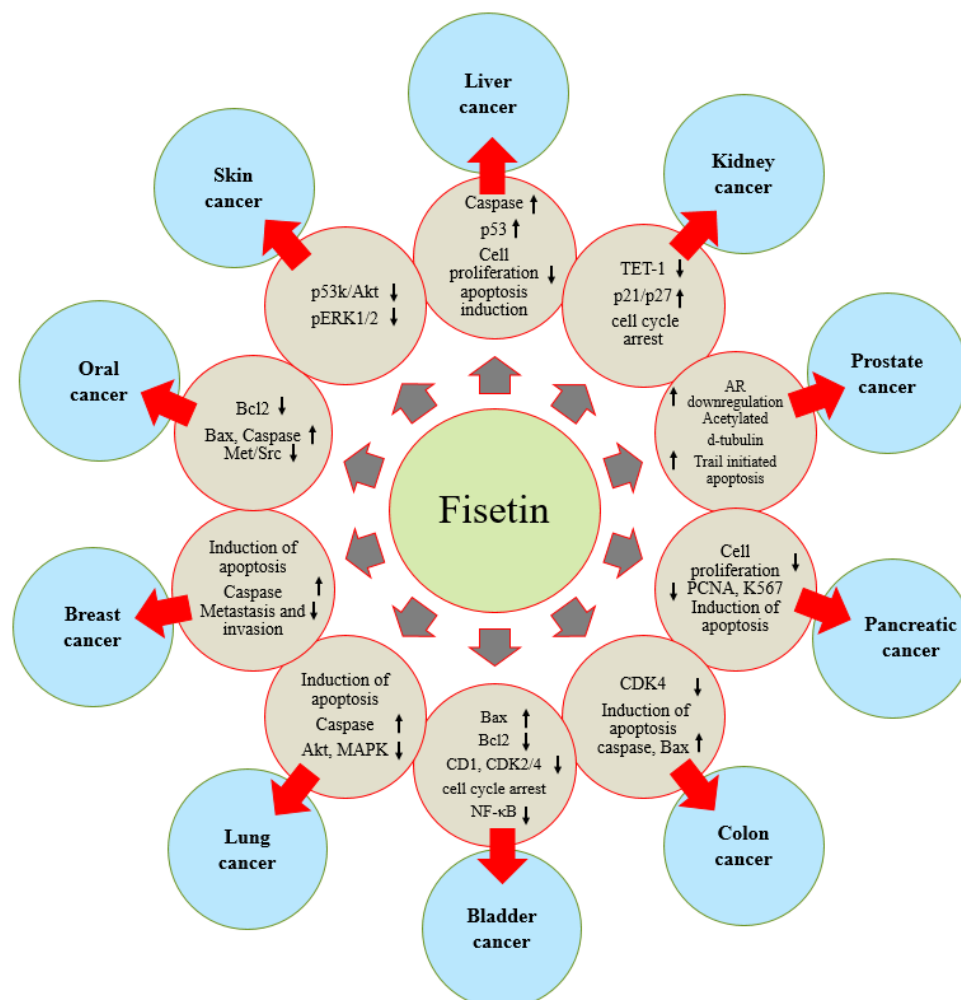 Liver
cancer
Caspase ↑
p53 ↑
Cell
proliferation ↓
apoptosis
induction
Kidney
cancer
TET-1 ↓
p21/p27 ↑
cell cycle
arrest
Prostate
cancer
↑ AR
downregulation
Acetylated
d-tubulin
↑ Trail initiated
apoptosis
Pancreatic
cancer
Cell
proliferation ↓
↓ PCNA, K567
Induction of
apoptosis
Colon
cancer
CDK4 ↓
Induction of
apoptosis
caspase, Bax ↑
Bladder
cancer
Bax ↑
Bcl2 ↓
CD1, CDK2/4 ↓
cell cycle arrest
NF-κB ↓
Lung
cancer
Induction of
apoptosis
Caspase ↑
Akt, MAPK ↓
Breast
cancer
Induction of
apoptosis
Caspase ↑
Metastasis and ↓
invasion
Oral
cancer
Bcl2 ↓
Bax, Caspase ↑
Met/Src ↓
Skin
cancer
p53k/Akt ↓
pERK1/2 ↓
Fisetin